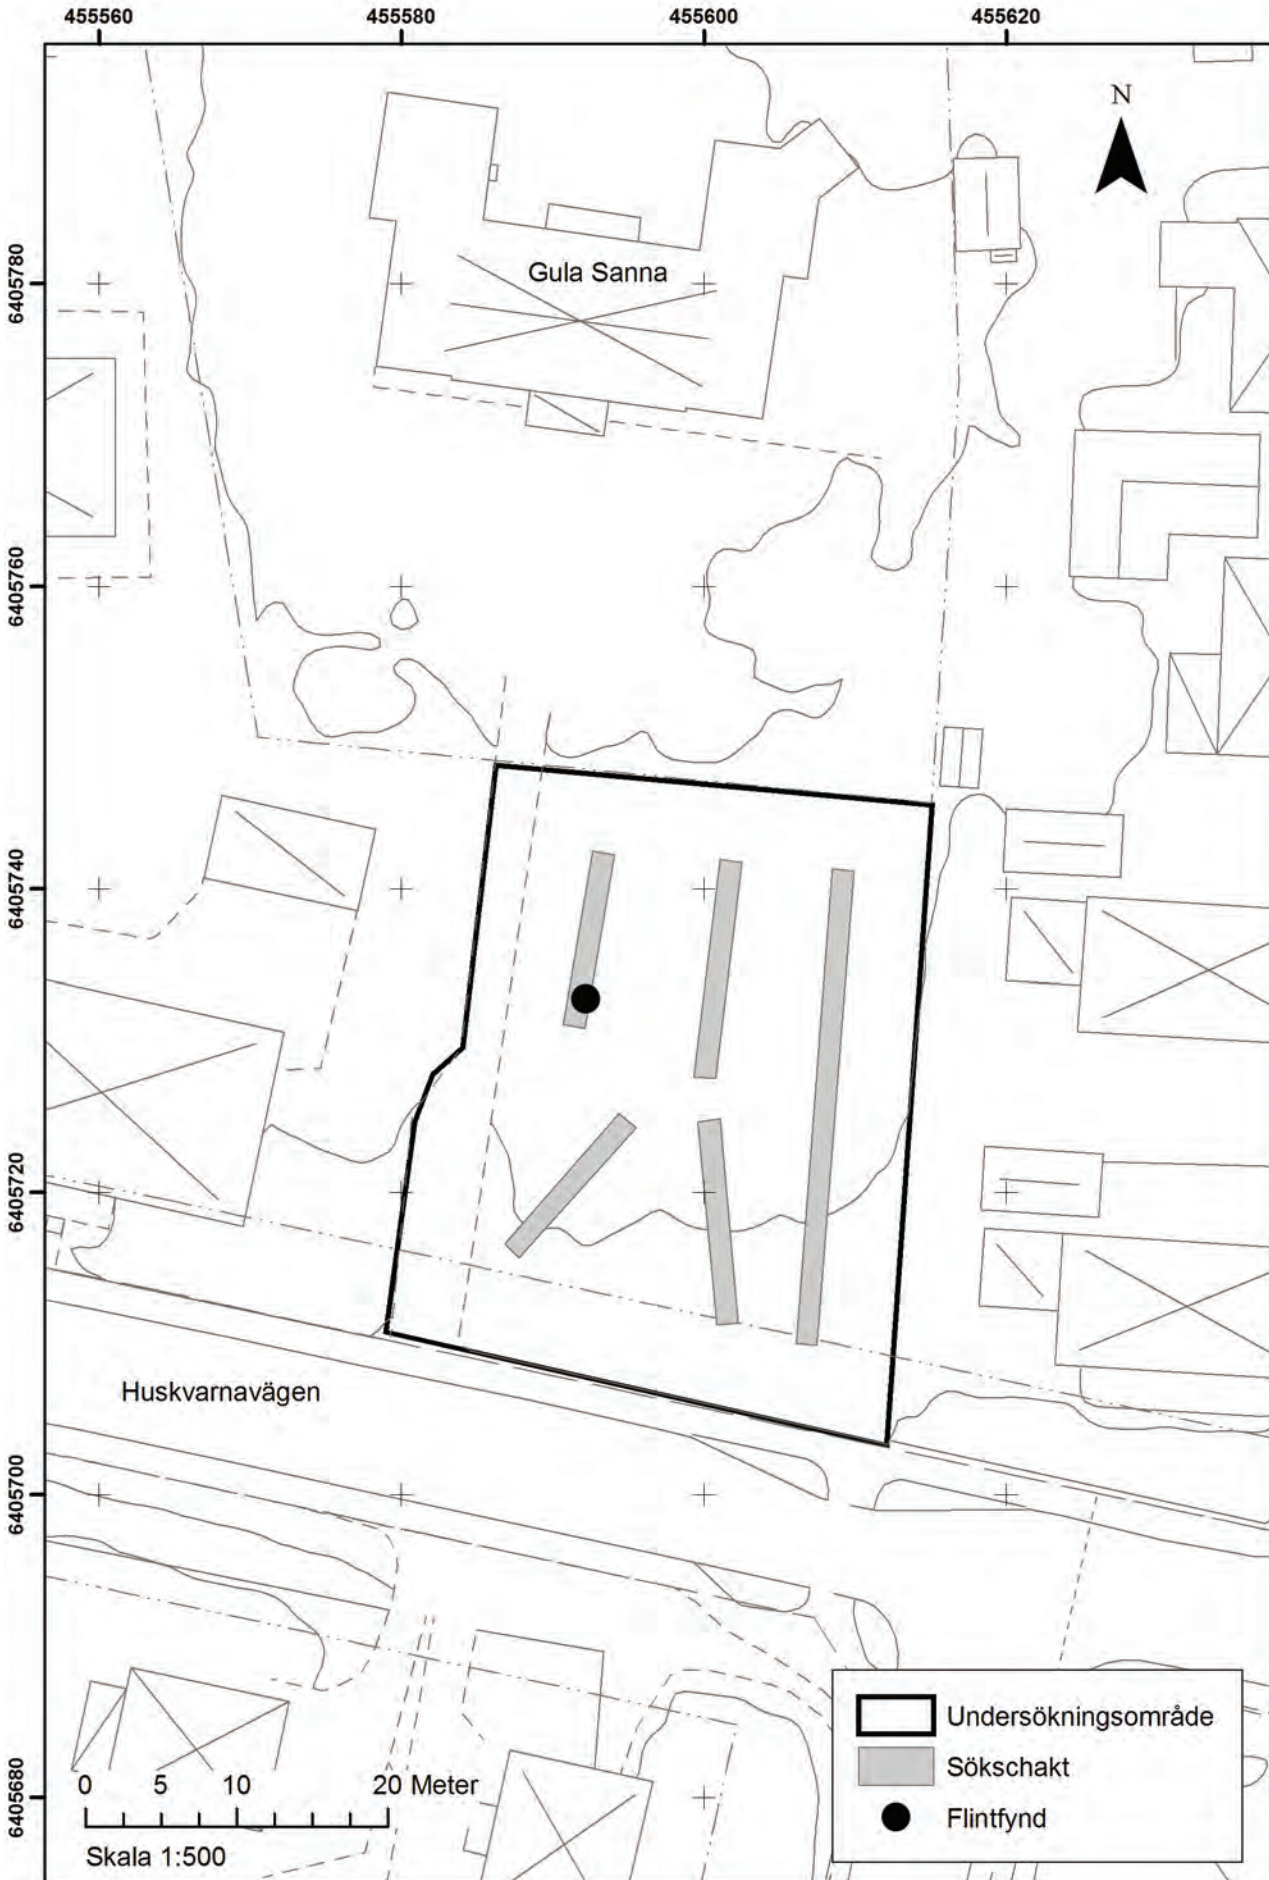 455560 455580 455600 455620
N
6405780
Gula Sanna
6405760
6405740
6405720
Huskvarnavägen
6405700
6405680
Undersökningsområde
Sökschakt
Flintfynd
0 5 10 20 Meter
Skala 1:500